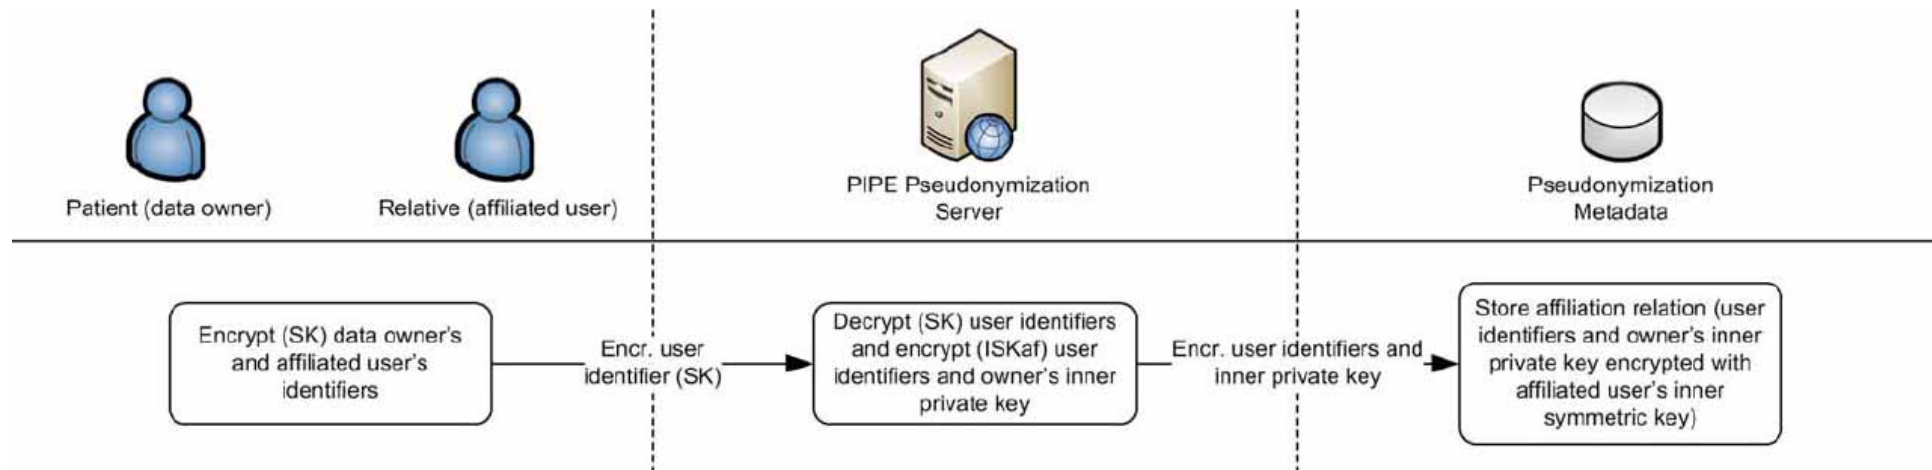 Patient (data owner)
Relative (affiliated user)
PIPE Pseudonymization
Server
Pseudonymization
Metadata
Encrypt (SK) data owner's
and affiliated user's
identifiers
Encr. user
identifier (SK)
Decrypt (SK) user identifiers
and encrypt (ISKaf) user
identifiers and owner's inner
private key
Encr. user identifiers and
inner private key
Store affiliation relation (user
identifiers and owner's inner
private key encrypted with
affiliated user's inner
symmetric key)